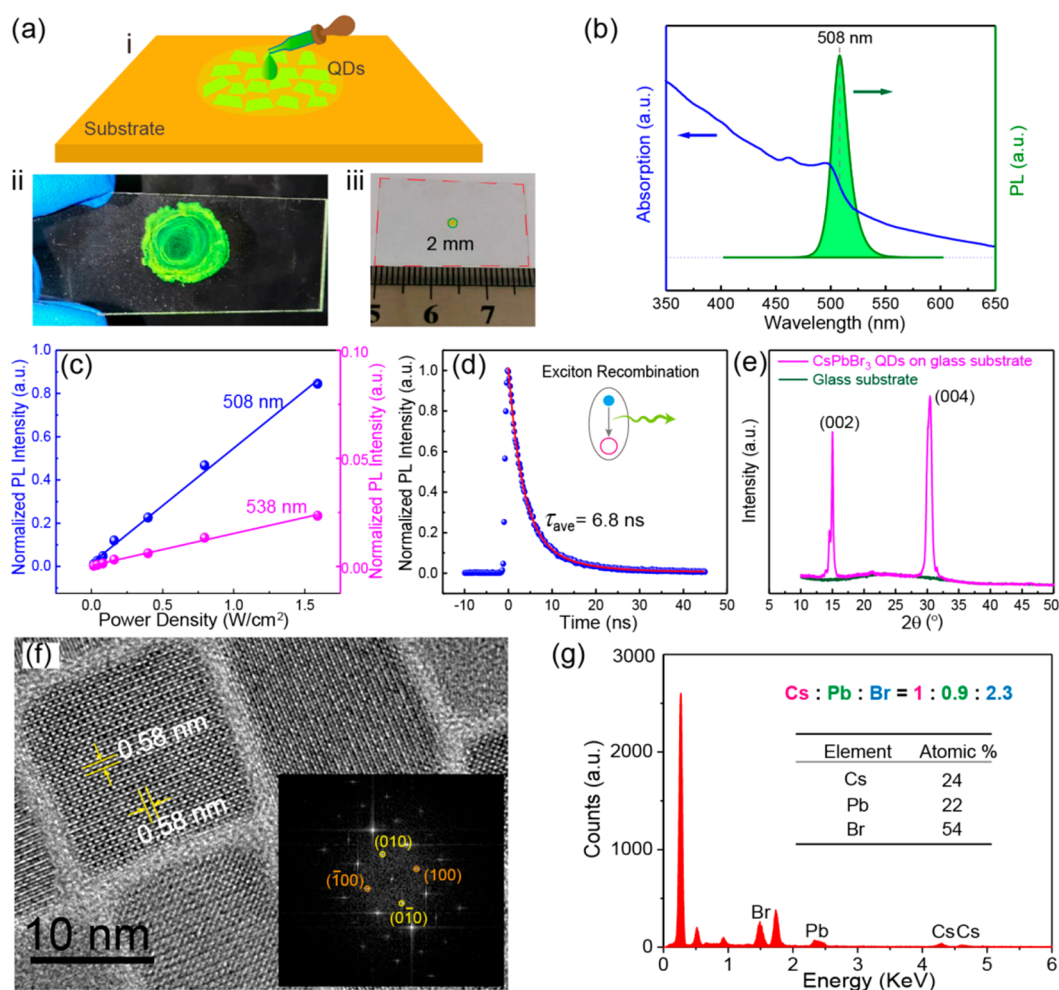 (a)
i
QDs
Substrate
ii
iii
2 mm
5 6 7
(b)
508 nm
Absorption (a.u.)
PL (a.u.)
350 400 450 500 550 600 650
Wavelength (nm)
(c)
Normalized PL Intensity (a.u.)
1.0
0.8
0.6
0.4
0.2
0.0
508 nm
538 nm
0.10
0.05
0.00
Normalized PL Intensity (a.u.)
0.0 0.5 1.0 1.5
Power Density (W/cm²)
(d)
Exciton Recombination
Normalized PL Intensity (a.u.)
1.0
0.8
0.6
0.4
0.2
0.0
τave = 6.8 ns
-10 0 10 20 30 40 50
Time (ns)
(e)
CsPbBr3 QDs on glass substrate
Glass substrate
(002)
(004)
Intensity (a.u.)
5 10 15 20 25 30 35 40 45 50
2θ (°)
(f)
0.58 nm
0.58 nm
10 nm
(010)
(1̄00)
(100)
(01̄0)
(g)
Counts (a.u.)
3000
2000
1000
0
Cs : Pb : Br = 1 : 0.9 : 2.3
Element Atomic %
Cs 24
Pb 22
Br 54
Br
Pb
Cs Cs
0 1 2 3 4 5 6
Energy (KeV)